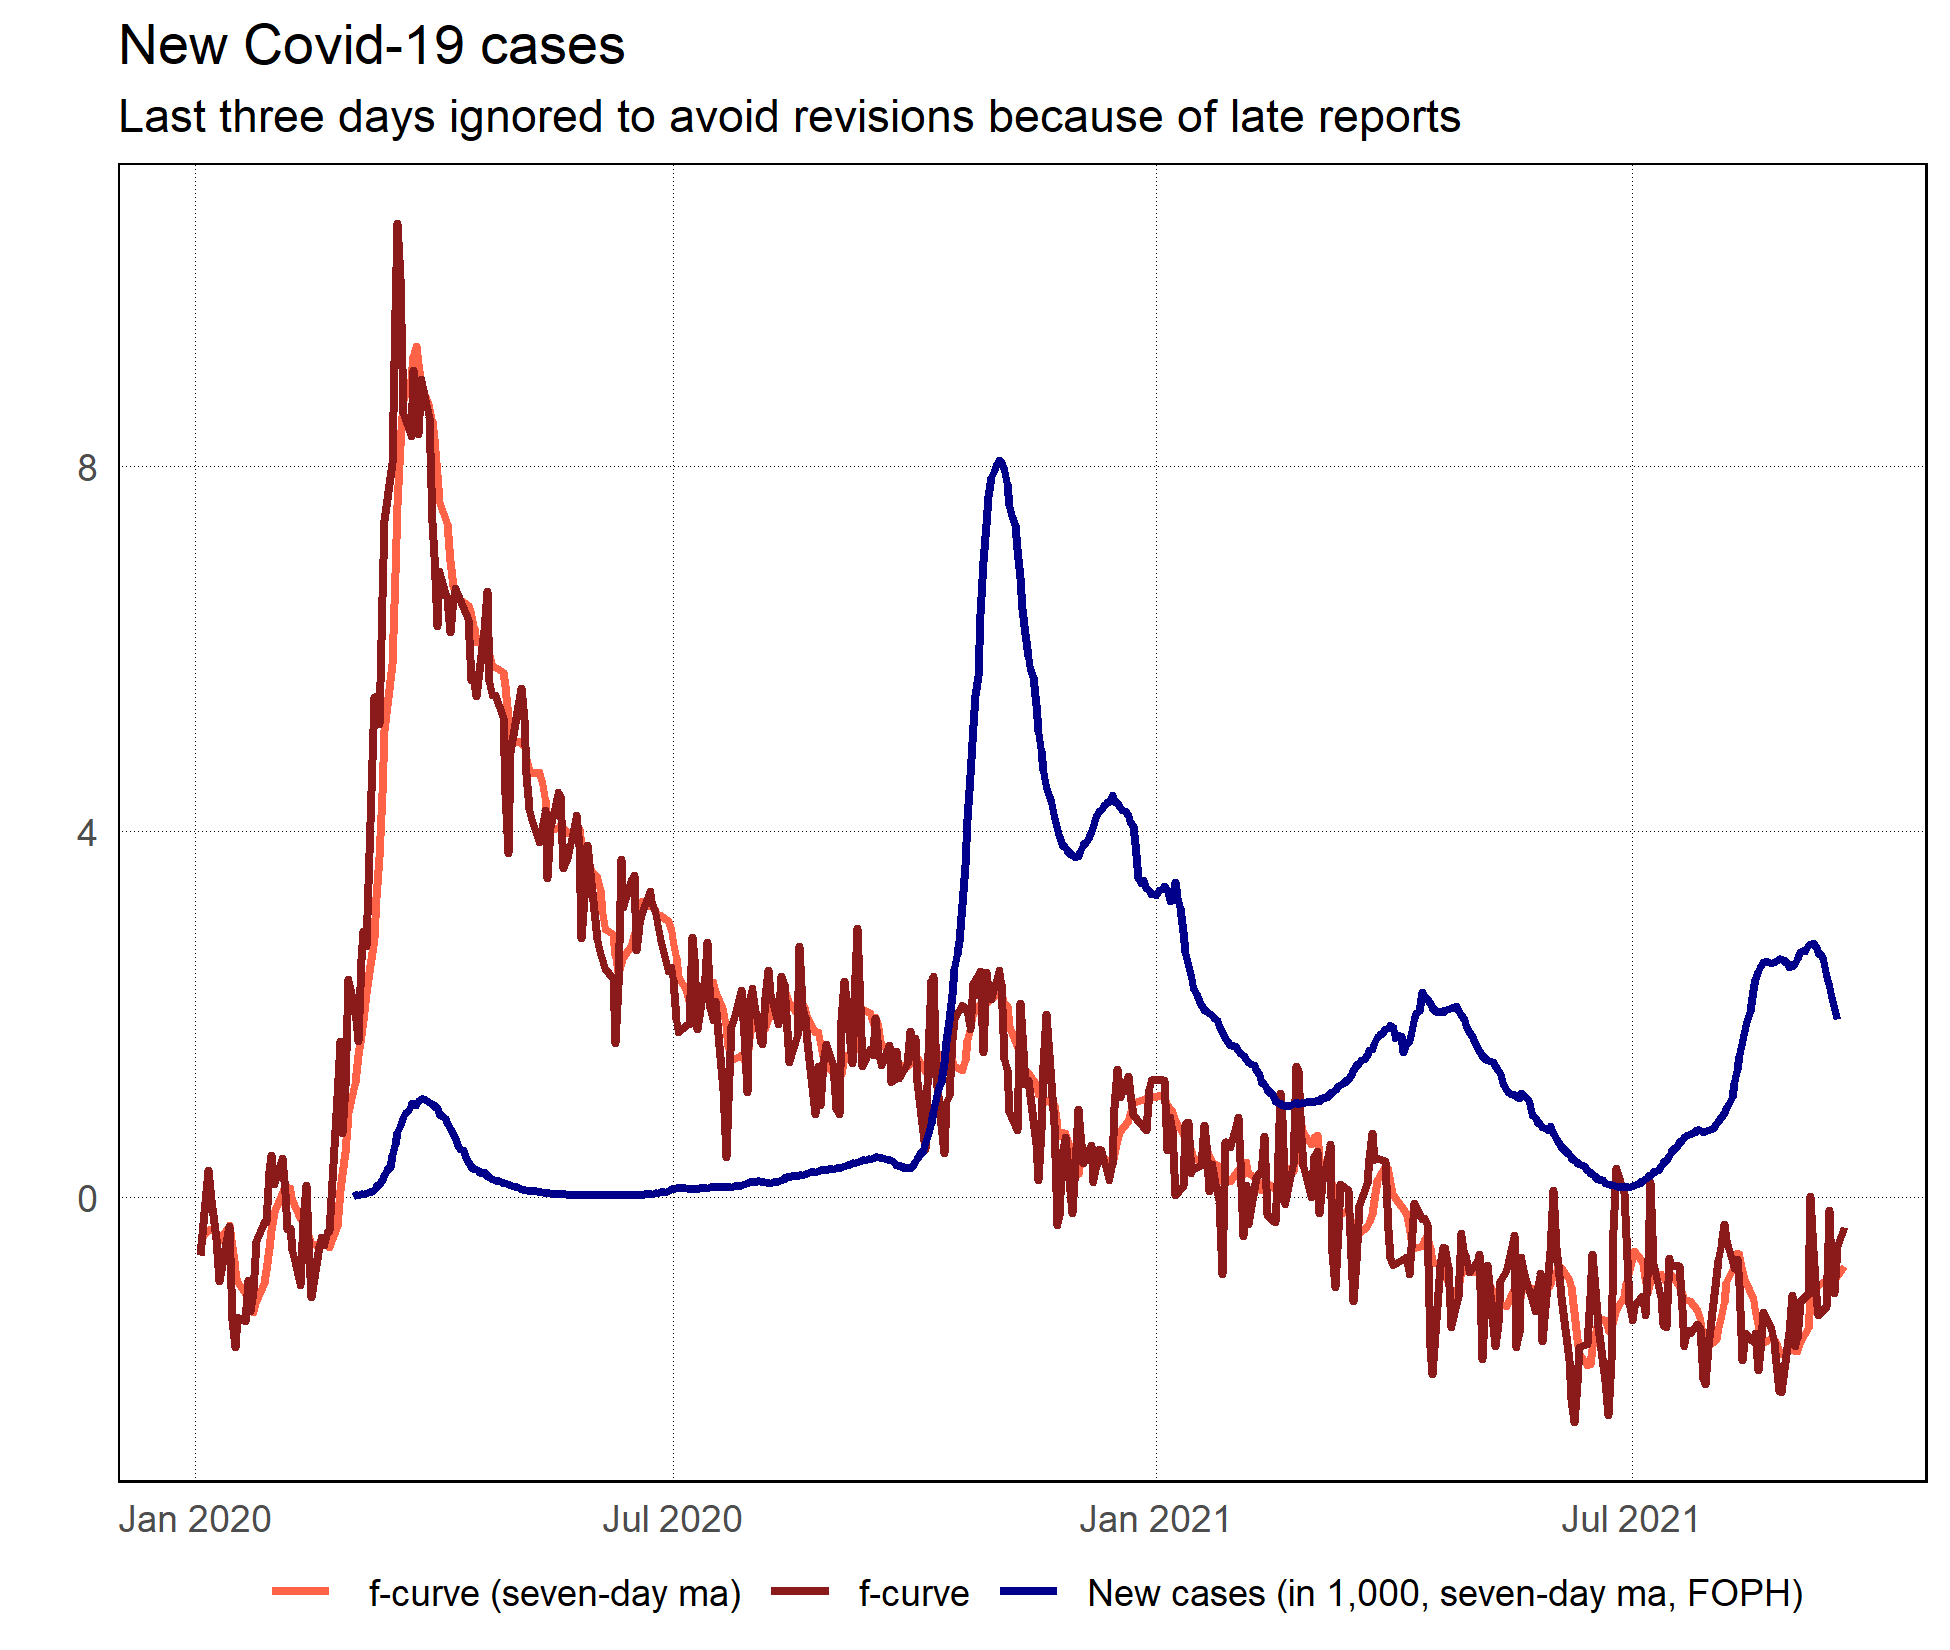 New Covid-19 cases
Last three days ignored to avoid revisions because of late reports
8
4
0
Jan 2020 Jul 2020 Jan 2021 Jul 2021
f-curve (seven-day ma) f-curve New cases (in 1,000, seven-day ma, FOPH)